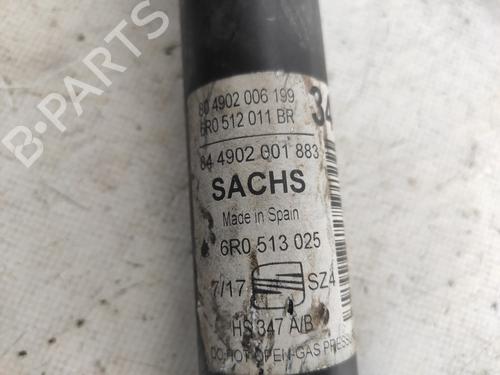 84 4902 006 199
6R0 512 011 BR
84 4902 001 883
SACHS
Made in Spain
6R0 513 025
7/17 SZ4
HS 347 A/B
DO NOT OPEN-GAS PRESS
34
B-PARTS